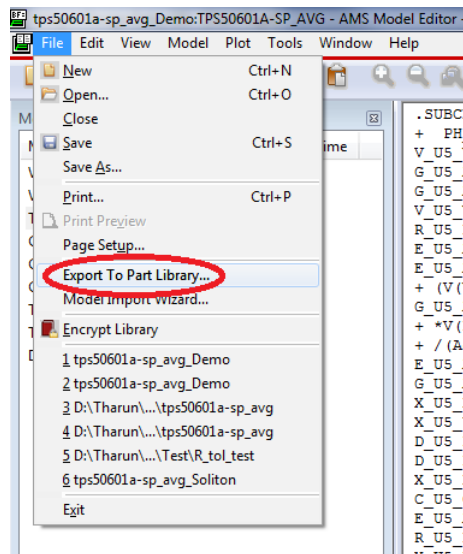 tps50601a-sp_avg_Demo:TPS50601A-SP_AVG - AMS Model Editor -
File Edit View Model Plot Tools Window Help
New Ctrl+N
Open... Ctrl+O
Close
Save Ctrl+S
Save As...
Print... Ctrl+P
Print Preview
Page Setup...
Export To Part Library...
Model Import Wizard...
Encrypt Library
1 tps50601a-sp_avg_Demo
2 tps50601a-sp_avg_Demo
3 D:\Tharun\...\tps50601a-sp_avg
4 D:\Tharun\...\tps50601a-sp_avg
5 D:\Tharun\...\Test\R_tol_test
6 tps50601a-sp_avg_Soliton
Exit
ime
.SUBC
+ PH
V_U5_
G_U5_
G_U5_
V_U5_
R_U5_
E_U5_
E_U5_
+ (V(
G_U5_
+ *V(
+ /(A
E_U5_
G_U5_
X_U5_
X_U5_
D_U5_
D_U5_
X_U5_
C_U5_
E_U5_
R_U5_